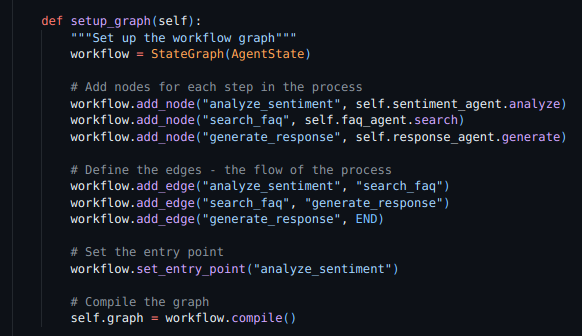 def setup_graph(self):
    """Set up the workflow graph"""
    workflow = StateGraph(AgentState)

    # Add nodes for each step in the process
    workflow.add_node("analyze_sentiment", self.sentiment_agent.analyze)
    workflow.add_node("search_faq", self.faq_agent.search)
    workflow.add_node("generate_response", self.response_agent.generate)

    # Define the edges - the flow of the process
    workflow.add_edge("analyze_sentiment", "search_faq")
    workflow.add_edge("search_faq", "generate_response")
    workflow.add_edge("generate_response", END)

    # Set the entry point
    workflow.set_entry_point("analyze_sentiment")

    # Compile the graph
    self.graph = workflow.compile()